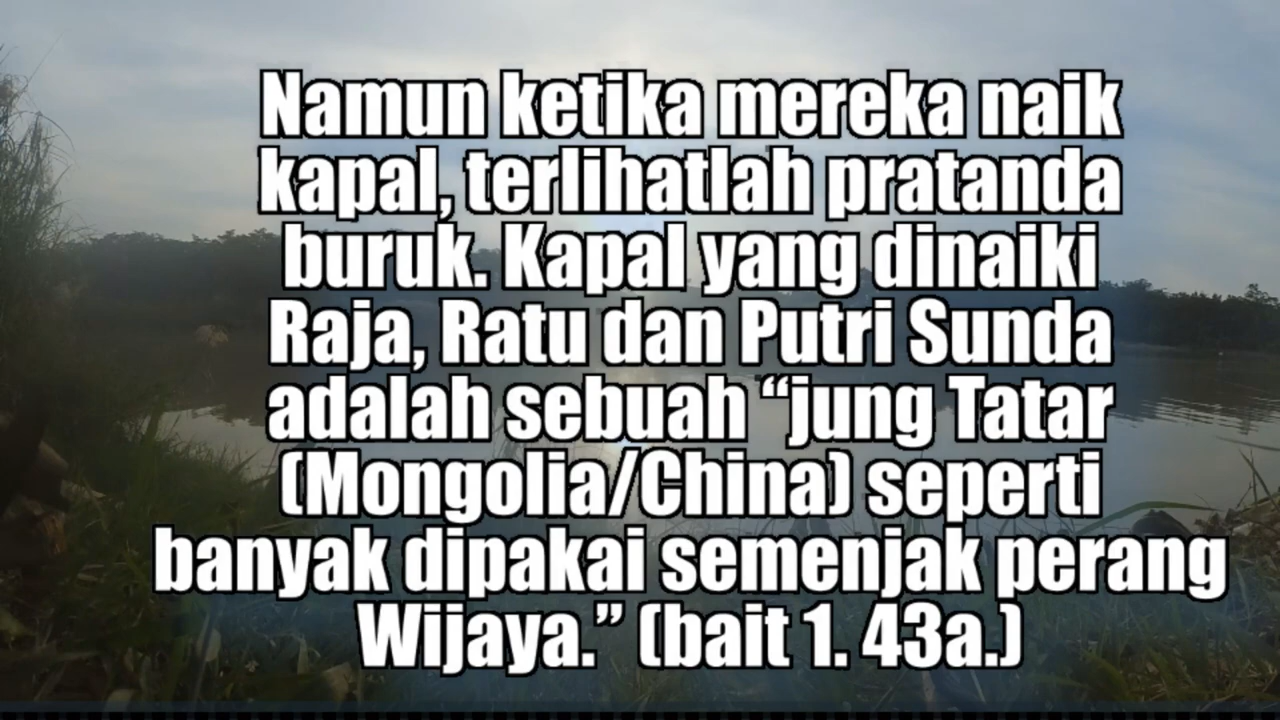 Namun ketika mereka naik
kapal, terlihatlah pratanda
buruk. Kapal yang dinaiki
Raja, Ratu dan Putri Sunda
adalah sebuah “jung Tatar
(Mongolia/China) seperti
banyak dipakai semenjak perang
Wijaya.” (bait 1. 43a.)